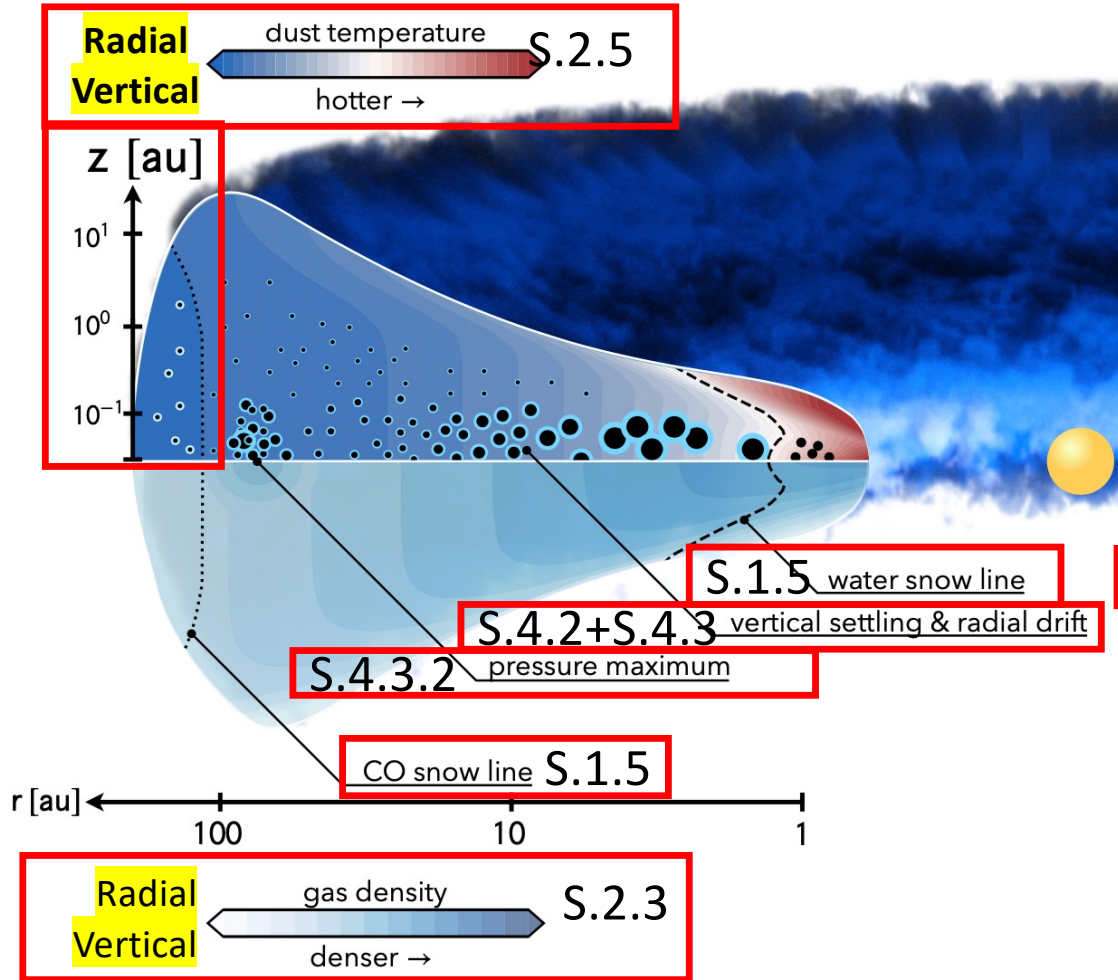 Radial
Vertical
dust temperature
S.2.5
hotter →
z [au]
10¹
10⁰
10⁻¹
S.1.5 water snow line
S.4.2+S.4.3 vertical settling & radial drift
S.4.3.2 pressure maximum
CO snow line S.1.5
r [au]
100
10
1
Radial
Vertical
gas density
S.2.3
denser →